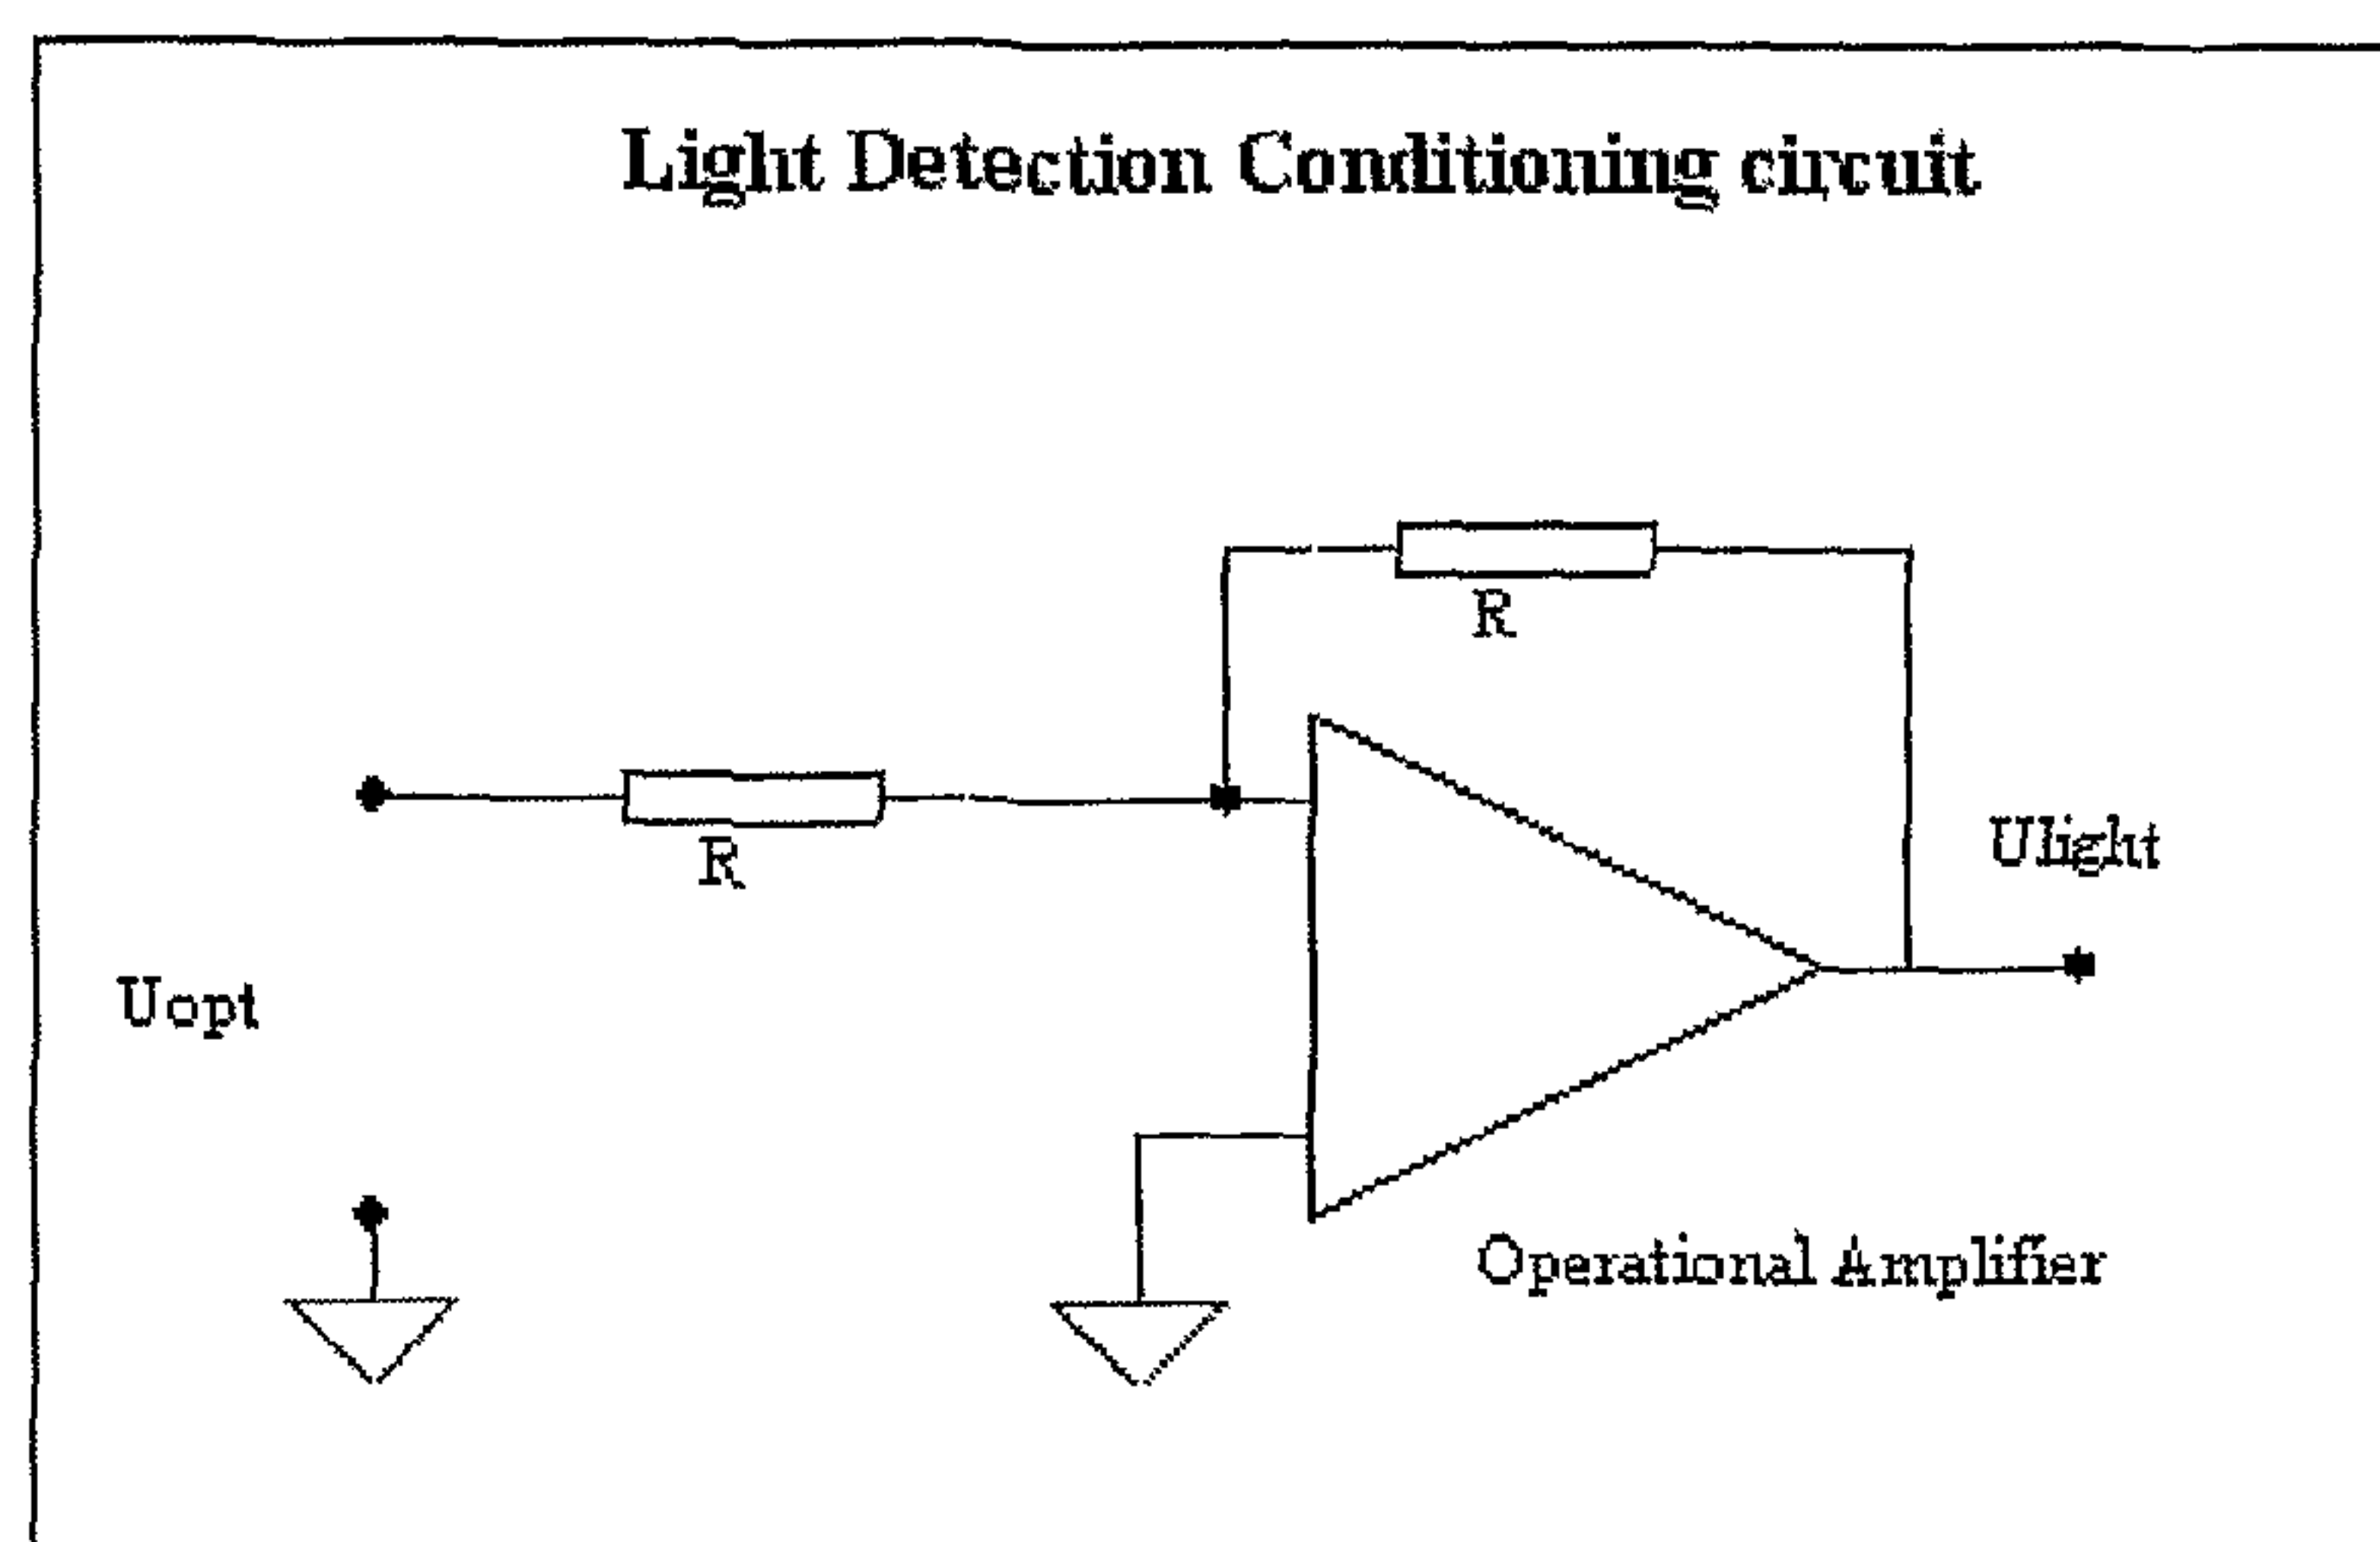 Light Detection Conditioning circuit
R
R
Ulight
Uopt
Operational Amplifier